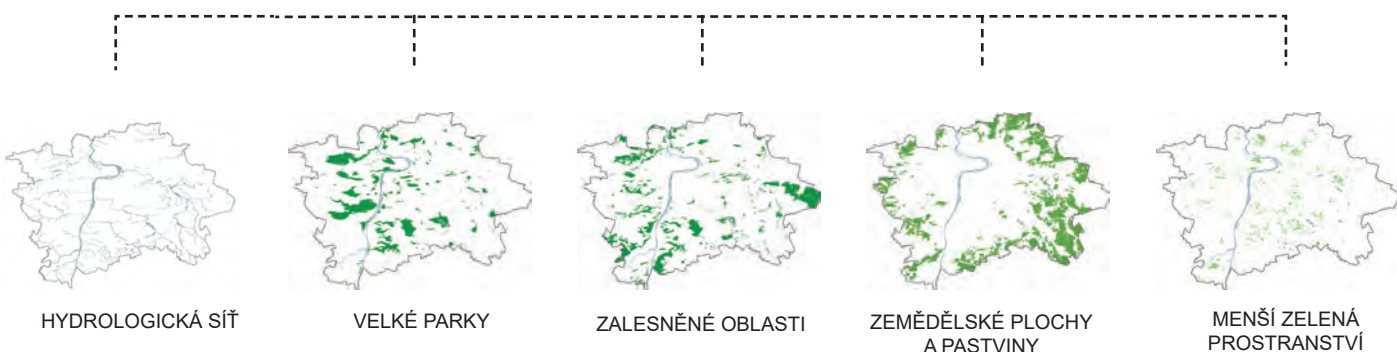 HYDROLOGICKÁ SÍŤ
VELKÉ PARKY
ZALESNĚNÉ OBLASTI
ZEMĚDĚLSKÉ PLOCHY
A PASTVINY
MENŠÍ ZELENÁ
PROSTRANSTVÍ